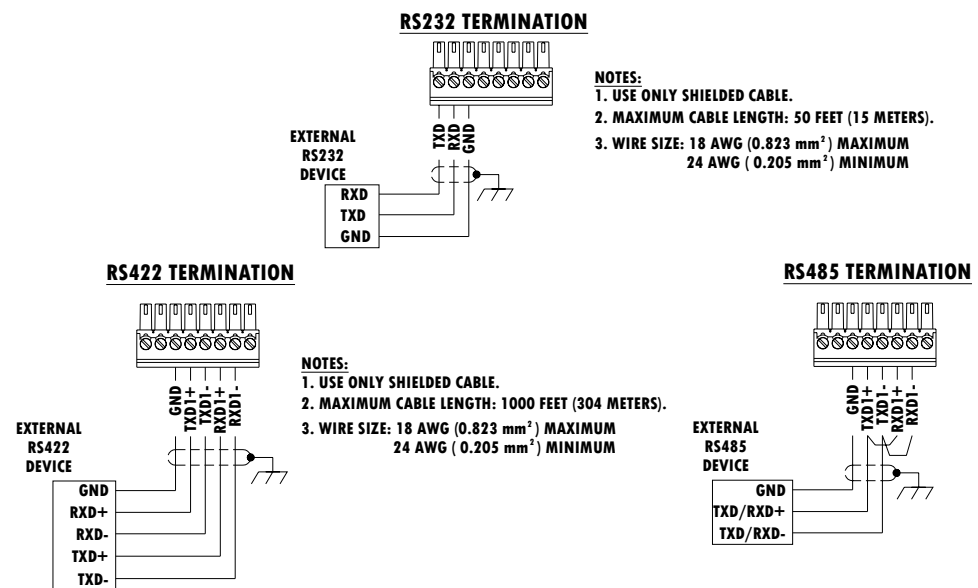 RS232 TERMINATION
TXD
RXD
GND
EXTERNAL
RS232
DEVICE
RXD
TXD
GND
NOTES:
1. USE ONLY SHIELDED CABLE.
2. MAXIMUM CABLE LENGTH: 50 FEET (15 METERS).
3. WIRE SIZE: 18 AWG (0.823 mm²) MAXIMUM
24 AWG ( 0.205 mm²) MINIMUM
RS422 TERMINATION
GND
TXD1+
TXD1-
RXD1+
RXD1-
EXTERNAL
RS422
DEVICE
GND
RXD+
RXD-
TXD+
TXD-
NOTES:
1. USE ONLY SHIELDED CABLE.
2. MAXIMUM CABLE LENGTH: 1000 FEET (304 METERS).
3. WIRE SIZE: 18 AWG (0.823 mm²) MAXIMUM
24 AWG ( 0.205 mm²) MINIMUM
RS485 TERMINATION
GND
TXD1+
TXD1-
RXD1+
RXD1-
EXTERNAL
RS485
DEVICE
GND
TXD/RXD+
TXD/RXD-